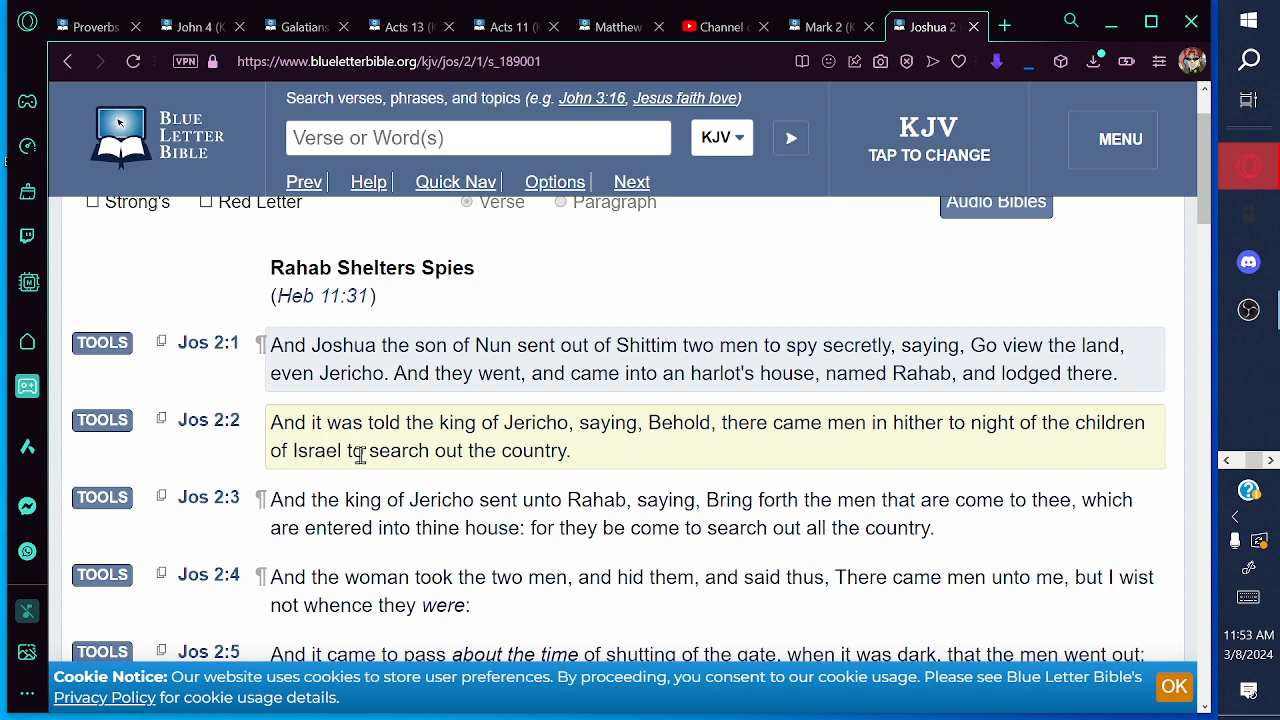 Proverbs
John 4 (K
Galatians
Acts 13 (
Acts 11 (
Matthew
Channel c
Mark 2 (K
Joshua 2
VPN
https://www.blueletterbible.org/kjv/jos/2/1/s_189001
BLUE
LETTER
BIBLE
Search verses, phrases, and topics (e.g. John 3:16, Jesus faith love)
Verse or Word(s)
KJV
KJV
TAP TO CHANGE
MENU
Prev
Help
Quick Nav
Options
Next
Strong's
Red Letter
Verse
Paragraph
Audio Bibles
Rahab Shelters Spies
(Heb 11:31)
TOOLS Jos 2:1 ¶And Joshua the son of Nun sent out of Shittim two men to spy secretly, saying, Go view the land,
even Jericho. And they went, and came into an harlot's house, named Rahab, and lodged there.
TOOLS Jos 2:2 And it was told the king of Jericho, saying, Behold, there came men in hither to night of the children
of Israel to search out the country.
TOOLS Jos 2:3 ¶And the king of Jericho sent unto Rahab, saying, Bring forth the men that are come to thee, which
are entered into thine house: for they be come to search out all the country.
TOOLS Jos 2:4 ¶And the woman took the two men, and hid them, and said thus, There came men unto me, but I wist
not whence they were:
TOOLS Jos 2:5 And it came to pass about the time of shutting of the gate, when it was dark, that the men went out:
Cookie Notice: Our website uses cookies to store user preferences. By proceeding, you consent to our cookie usage. Please see Blue Letter Bible's
Privacy Policy for cookie usage details.
OK
11:53 AM
3/8/2024